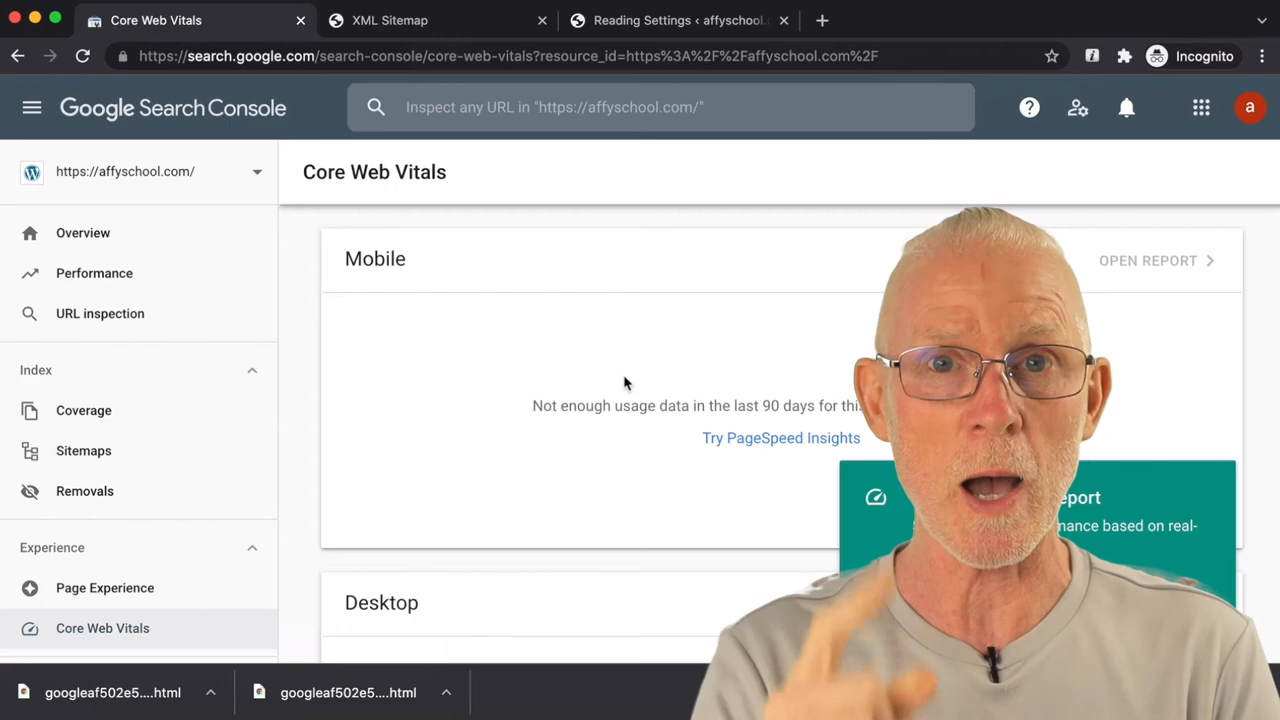 Core Web Vitals
XML Sitemap
Reading Settings ‹ affyschool.
https://search.google.com/search-console/core-web-vitals?resource_id=https%3A%2F%2Faffyschool.com%2F
Incognito
Google Search Console
Inspect any URL in "https://affyschool.com/"
a
https://affyschool.com/
Core Web Vitals
Overview
Performance
URL inspection
Index
Coverage
Sitemaps
Removals
Experience
Page Experience
Core Web Vitals
Mobile
OPEN REPORT
Not enough usage data in the last 90 days for
Try PageSpeed Insights
based on real-
Desktop
googleaf502e5....html
googleaf502e5....html